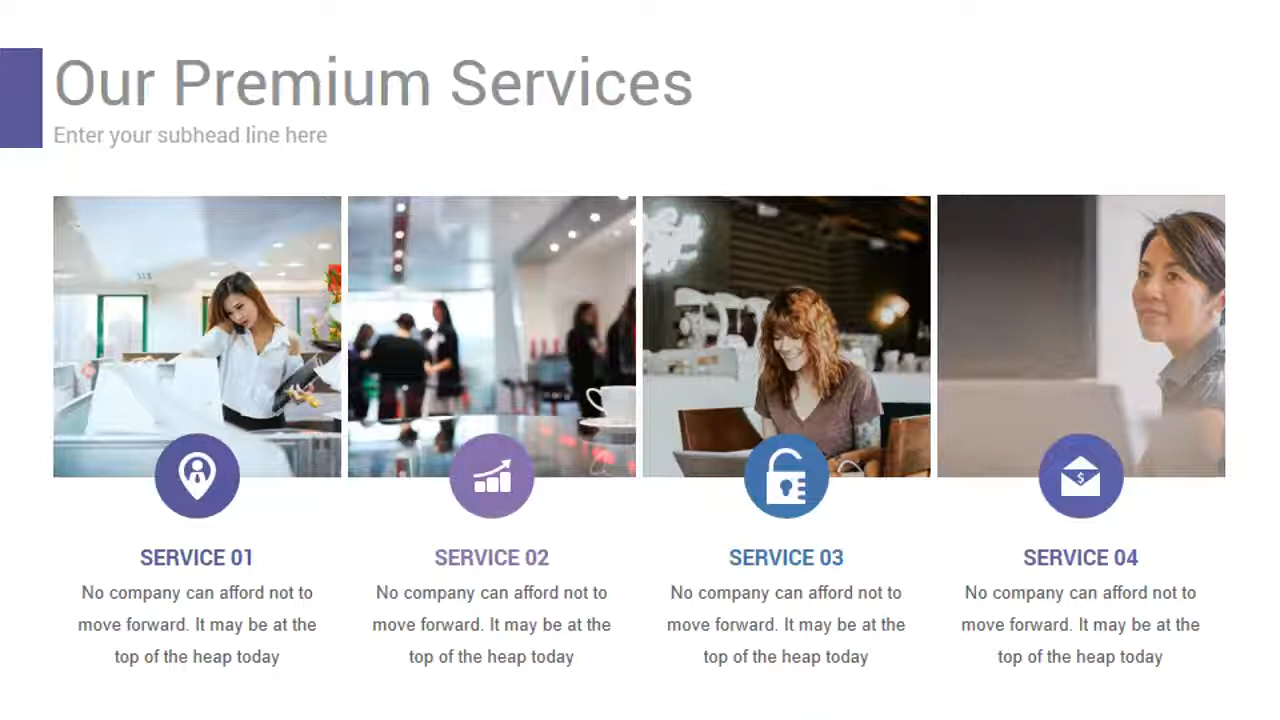 Our Premium Services
Enter your subhead line here
SERVICE 01
No company can afford not to
move forward. It may be at the
top of the heap today
SERVICE 02
No company can afford not to
move forward. It may be at the
top of the heap today
SERVICE 03
No company can afford not to
move forward. It may be at the
top of the heap today
$
SERVICE 04
No company can afford not to
move forward. It may be at the
top of the heap today